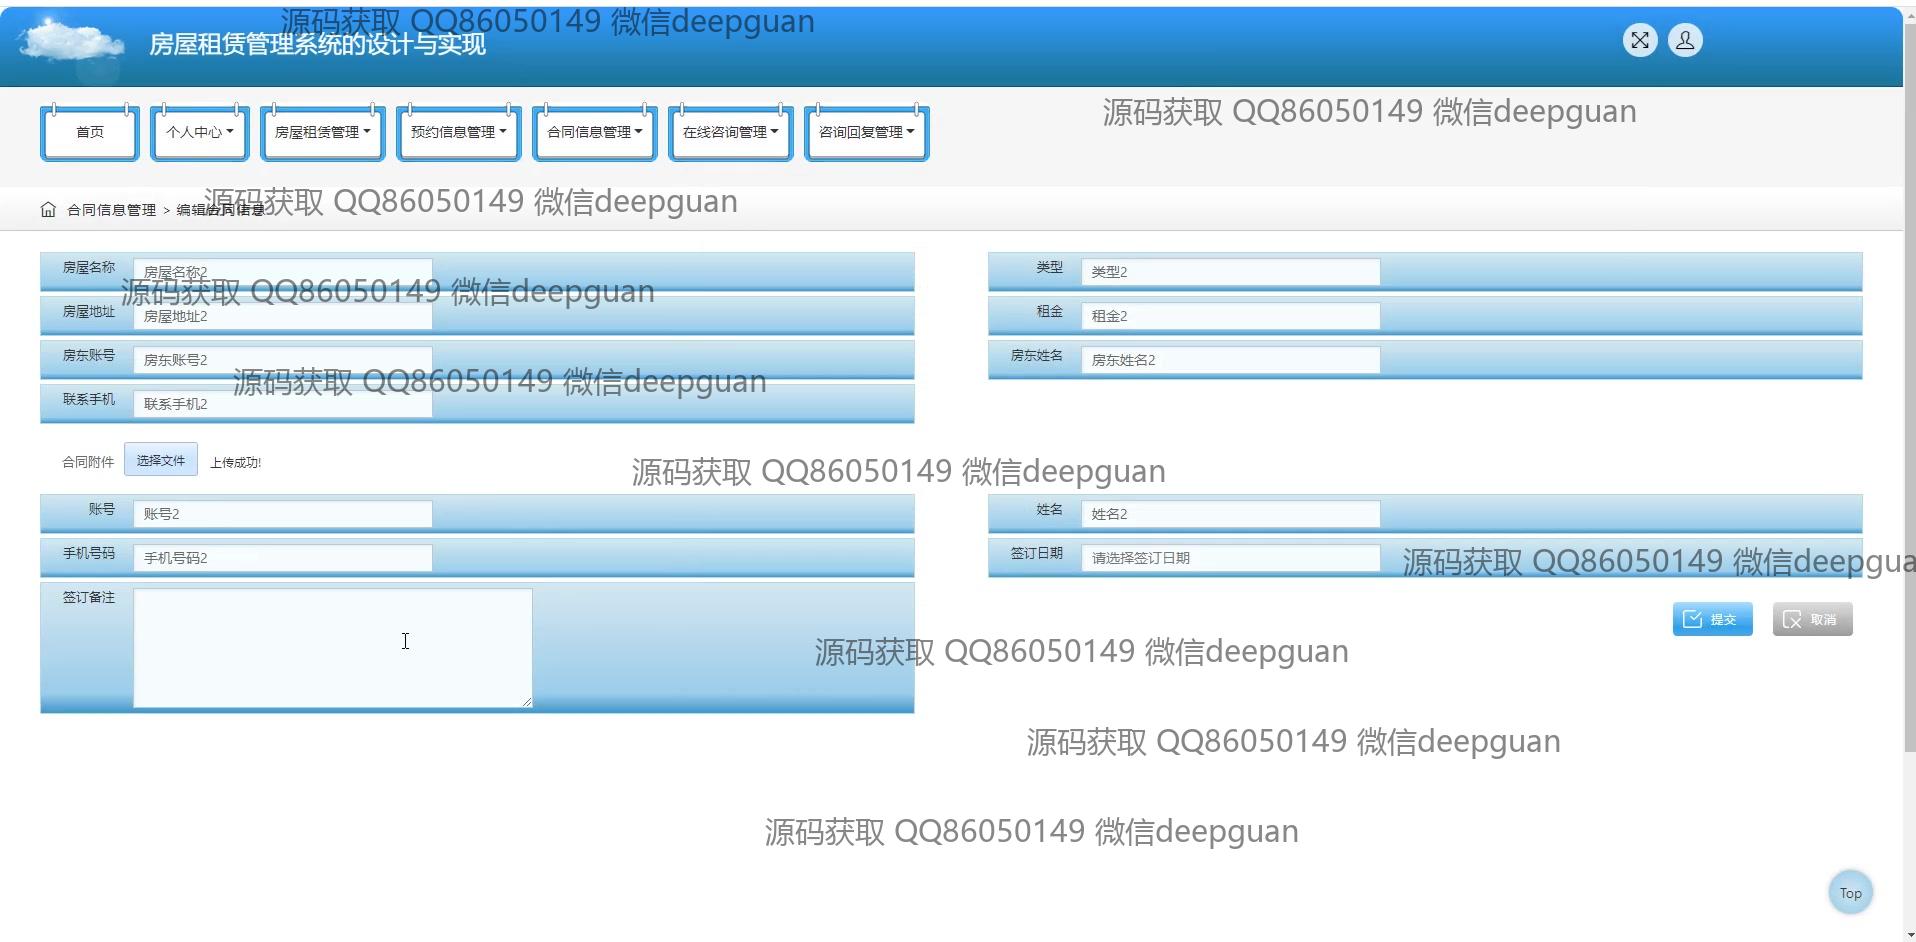 源码获取 QQ86050149 微信deepguan
房屋租赁管理系统的设计与实现
首页 个人中心 房屋租赁管理 预约信息管理 合同信息管理 在线咨询管理 咨询回复管理
源码获取 QQ86050149 微信deepguan
源码获取 QQ86050149 微信deepguan
合同信息管理 > 编辑合同信息
房屋名称 房屋名称2 类型 类型2
源码获取 QQ86050149 微信deepguan
房屋地址 房屋地址2 租金 租金2
房东账号 房东账号2 房东姓名 房东姓名2
源码获取 QQ86050149 微信deepguan
联系手机 联系手机2
合同附件 选择文件 上传成功!
源码获取 QQ86050149 微信deepguan
账号 账号2 姓名 姓名2
手机号码 手机号码2 签订日期 请选择签订日期
源码获取 QQ86050149 微信deepgua
签订备注
提交 取消
源码获取 QQ86050149 微信deepguan
源码获取 QQ86050149 微信deepguan
源码获取 QQ86050149 微信deepguan
Top